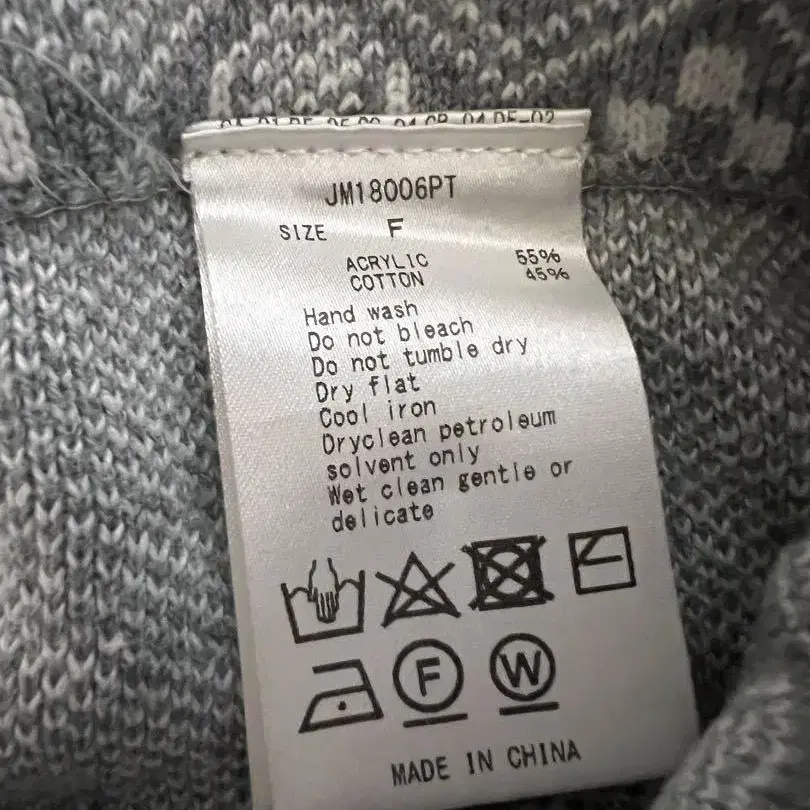 JM18006PT
SIZE F
ACRYLIC 55%
COTTON 45%
Hand wash
Do not bleach
Do not tumble dry
Dry flat
Cool iron
Dryclean petroleum
solvent only
Wet clean gentle or
delicate
F W
MADE IN CHINA